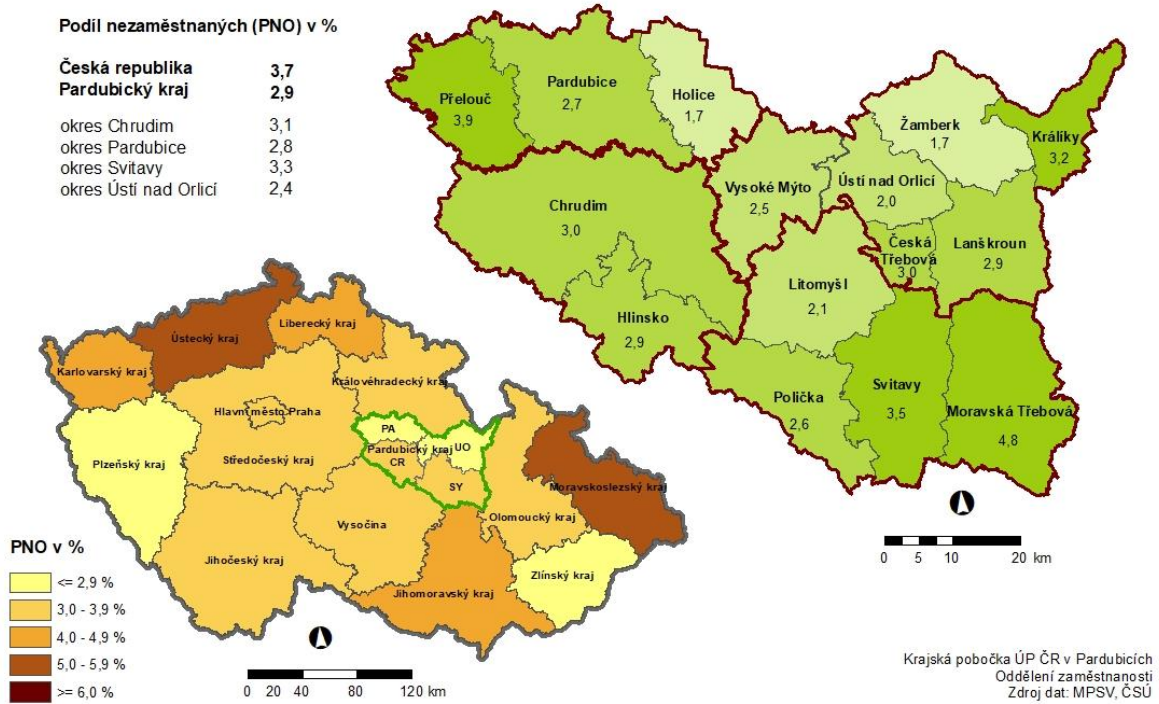 Podíl nezaměstnaných (PNO) v %
Česká republika 3,7
Pardubický kraj 2,9
okres Chrudim 3,1
okres Pardubice 2,8
okres Svitavy 3,3
okres Ústí nad Orlicí 2,4
Přelouč
3,9
Pardubice
2,7
Holice
1,7
Žamberk
1,7
Králíky
3,2
Vysoké Mýto
2,5
Ústí nad Orlicí
2,0
Chrudim
3,0
Česká
Třebová
3,0
Lanškroun
2,9
Litomyšl
2,1
Hlinsko
2,9
Polička
2,6
Svitavy
3,5
Moravská Třebová
4,8
0 5 10 20 km
Ústecký kraj
Liberecký kraj
Karlovarský kraj
Královéhradecký kraj
Hlavní město Praha
PA
Pardubický kraj
UO
CR
Plzeňský kraj
Středočeský kraj
SY
Moravskoslezský kraj
Vysočina
Olomoucký kraj
Jihočeský kraj
Zlínský kraj
Jihomoravský kraj
PNO v %
<= 2,9 %
3,0 - 3,9 %
4,0 - 4,9 %
5,0 - 5,9 %
>= 6,0 %
0 20 40 80 120 km
Krajská pobočka ÚP ČR v Pardubicích
Oddělení zaměstnanosti
Zdroj dat: MPSV, ČSÚ